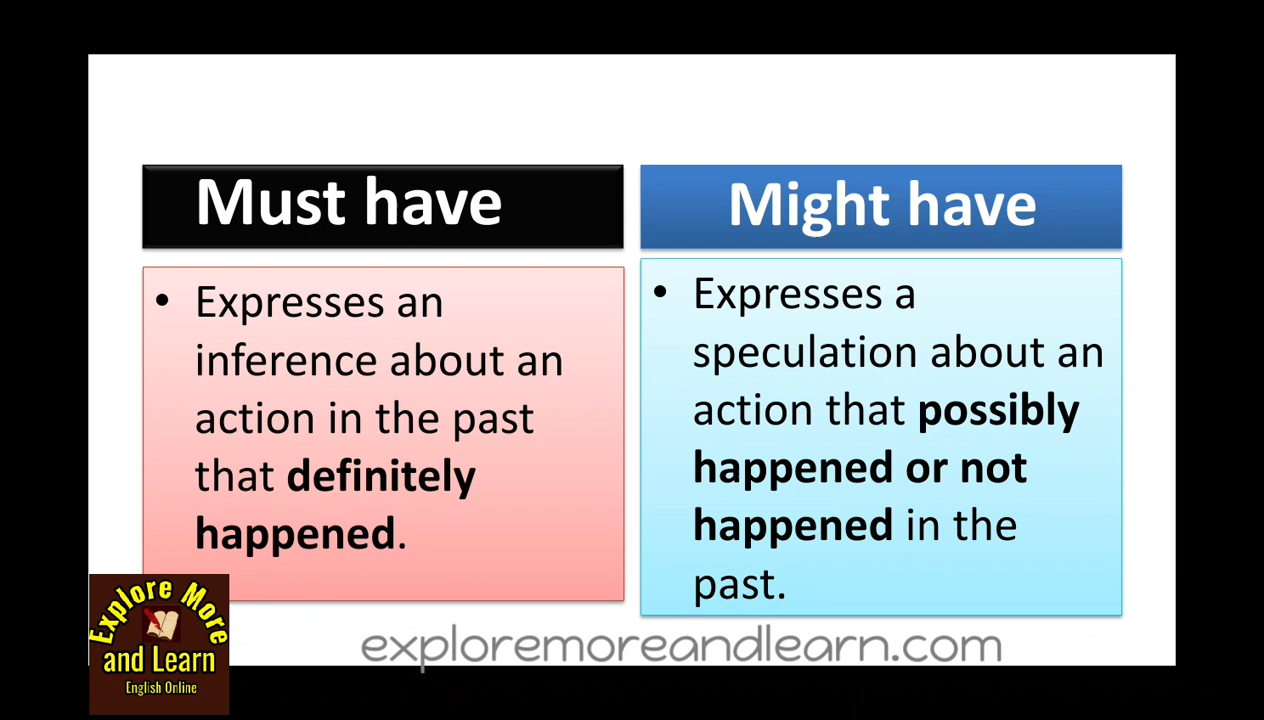 Must have
• Expresses an
inference about an
action in the past
that definitely
happened.
Might have
• Expresses a
speculation about an
action that possibly
happened or not
happened in the
past.
Explore More
and Learn
English Online
exploremoreandlearn.com